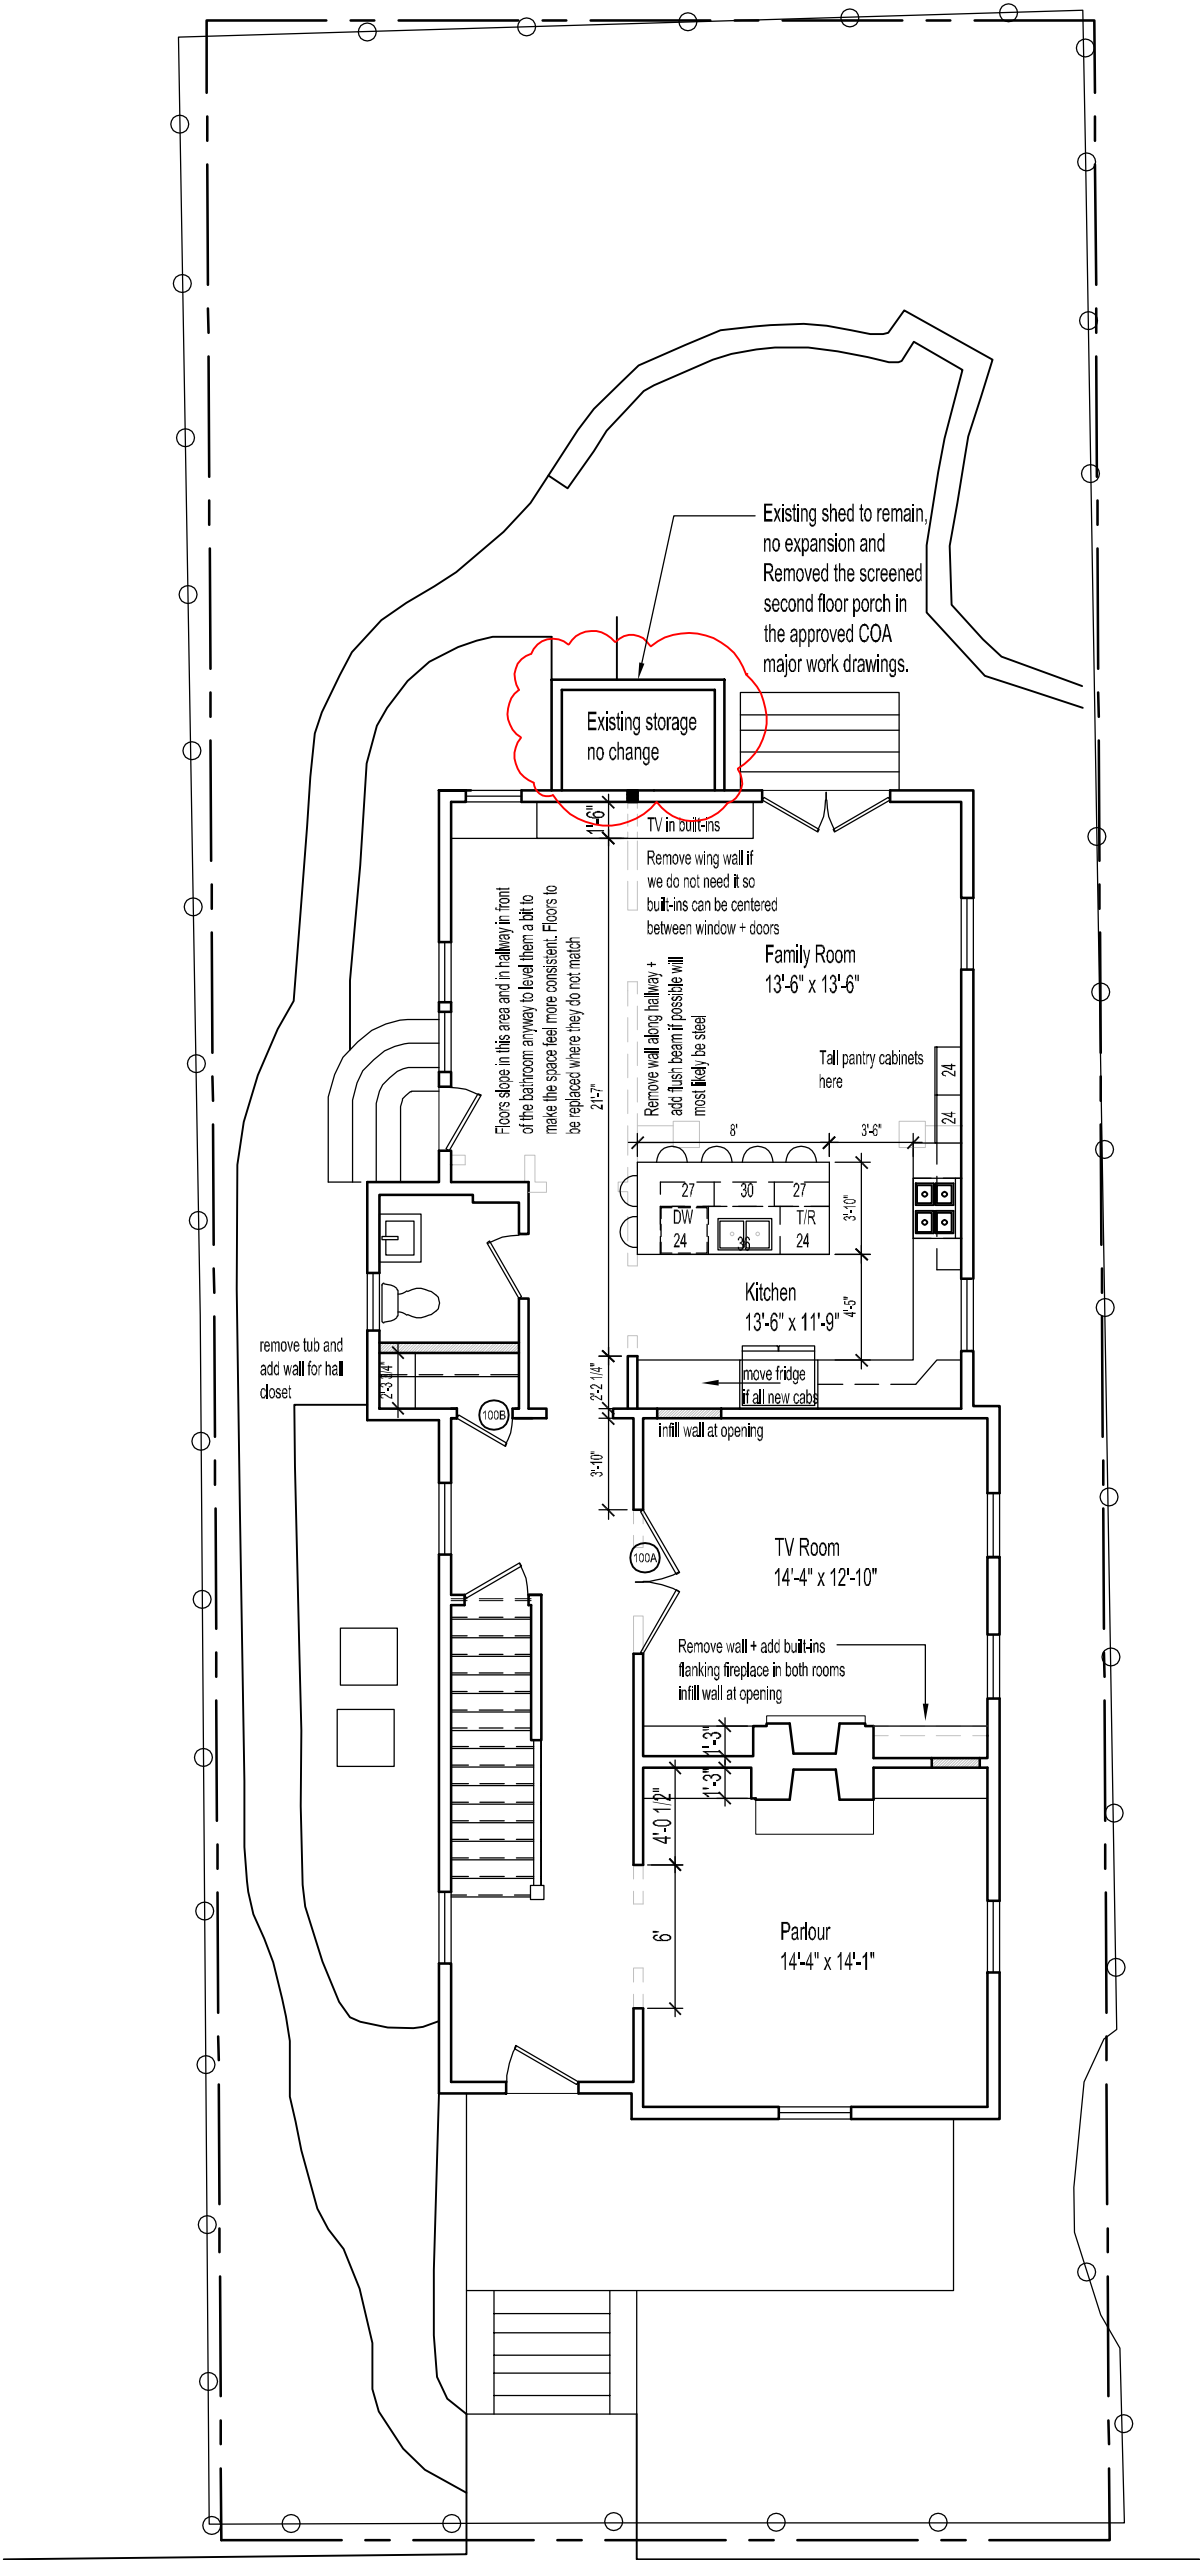 Existing shed to remain,
no expansion and
Removed the screened
second floor porch in
the approved COA
major work drawings.
Existing storage
no change
1'-6"
TV in built-ins
Remove wing wall if
we do not need it so
built-ins can be centered
between window + doors
Floors slope in this area and in hallway in front
of the bathroom anyway to level them a bit to
make the space feel more consistent. Floors to
be replaced where they do not match
21'-7"
Family Room
13'-6" x 13'-6"
Remove wall along hallway +
add flush beam if possible will
most likely be steel
Tall pantry cabinets
here
24
24
8'
3'-6"
27
30
27
DW
24
36
T/R
24
3'-10"
Kitchen
13'-6" x 11'-9"
4'-5"
remove tub and
add wall for hall
closet
2'-3 3/4"
2'-2 1/4"
move fridge
if all new cabs
100B
infill wall at opening
3'-10"
100A
TV Room
14'-4" x 12'-10"
Remove wall + add built-ins
flanking fireplace in both rooms
infill wall at opening
1'-3"
1'-3"
4'-0 1/2"
6'
Parlour
14'-4" x 14'-1"